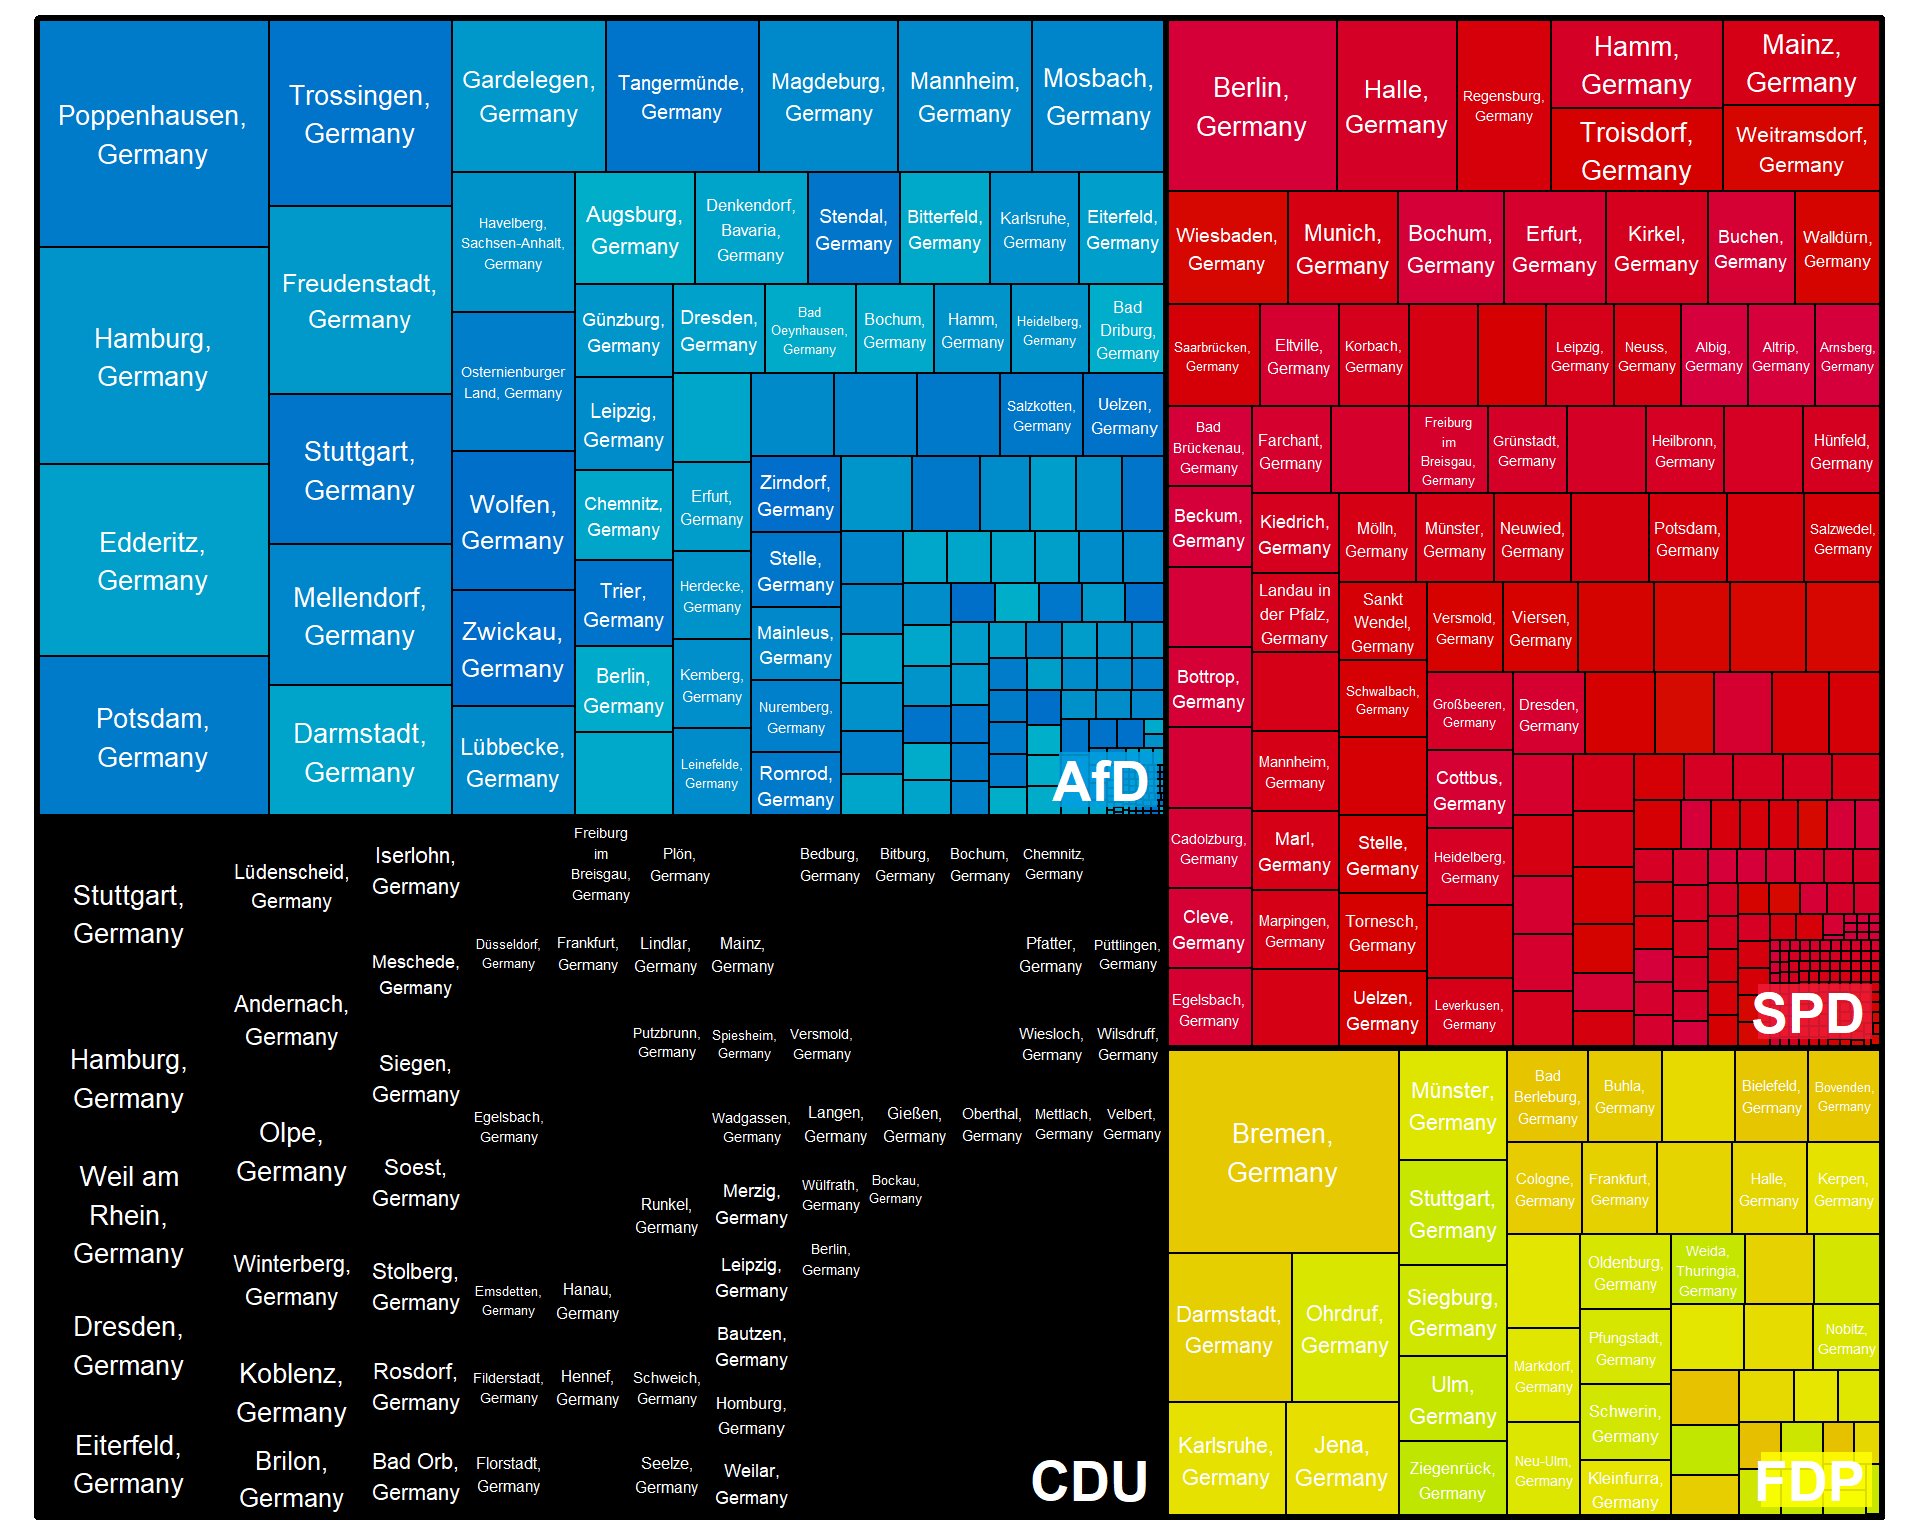 Poppenhausen,
Germany
Hamburg,
Germany
Edderitz,
Germany
Potsdam,
Germany
Trossingen,
Germany
Freudenstadt,
Germany
Stuttgart,
Germany
Mellendorf,
Germany
Darmstadt,
Germany
Gardelegen,
Germany
Tangermünde,
Germany
Magdeburg,
Germany
Mannheim,
Germany
Mosbach,
Germany
Havelberg,
Sachsen-Anhalt,
Germany
Osternienburger
Land, Germany
Wolfen,
Germany
Zwickau,
Germany
Lübbecke,
Germany
Augsburg,
Germany
Denkendorf,
Bavaria,
Germany
Stendal,
Germany
Bitterfeld,
Germany
Karlsruhe,
Germany
Eiterfeld,
Germany
Günzburg,
Germany
Leipzig,
Germany
Chemnitz,
Germany
Trier,
Germany
Berlin,
Germany
Dresden,
Germany
Bad
Oeynhausen,
Germany
Bochum,
Germany
Hamm,
Germany
Heidelberg,
Germany
Bad
Driburg,
Germany
Erfurt,
Germany
Herdecke,
Germany
Kemberg,
Germany
Leinefelde,
Germany
Salzkotten,
Germany
Uelzen,
Germany
Zirndorf,
Germany
Stelle,
Germany
Mainleus,
Germany
Nuremberg,
Germany
Romrod,
Germany
AfD
Berlin,
Germany
Halle,
Germany
Regensburg,
Germany
Hamm,
Germany
Troisdorf,
Germany
Mainz,
Germany
Weitramsdorf,
Germany
Wiesbaden,
Germany
Munich,
Germany
Bochum,
Germany
Erfurt,
Germany
Kirkel,
Germany
Buchen,
Germany
Walldürn,
Germany
Saarbrücken,
Germany
Eltville,
Germany
Korbach,
Germany
Leipzig,
Germany
Neuss,
Germany
Albig,
Germany
Altrip,
Germany
Arnsberg,
Germany
Bad
Brückenau,
Germany
Beckum,
Germany
Bottrop,
Germany
Cadolzburg,
Germany
Cleve,
Germany
Egelsbach,
Germany
Farchant,
Germany
Freiburg
im
Breisgau,
Germany
Grünstadt,
Germany
Heilbronn,
Germany
Hünfeld,
Germany
Kiedrich,
Germany
Landau in
der Pfalz,
Germany
Mannheim,
Germany
Marl,
Germany
Marpingen,
Germany
Mölln,
Germany
Münster,
Germany
Neuwied,
Germany
Potsdam,
Germany
Salzwedel,
Germany
Sankt
Wendel,
Germany
Schwalbach,
Germany
Stelle,
Germany
Tornesch,
Germany
Uelzen,
Germany
Versmold,
Germany
Viersen,
Germany
Großbeeren,
Germany
Dresden,
Germany
Cottbus,
Germany
Heidelberg,
Germany
Leverkusen,
Germany
SPD
Stuttgart,
Germany
Hamburg,
Germany
Weil am
Rhein,
Germany
Dresden,
Germany
Eiterfeld,
Germany
Lüdenscheid,
Germany
Andernach,
Germany
Olpe,
Germany
Winterberg,
Germany
Koblenz,
Germany
Brilon,
Germany
Iserlohn,
Germany
Meschede,
Germany
Siegen,
Germany
Soest,
Germany
Stolberg,
Germany
Rosdorf,
Germany
Bad Orb,
Germany
Freiburg
im
Breisgau,
Germany
Plön,
Germany
Bedburg,
Germany
Bitburg,
Germany
Bochum,
Germany
Chemnitz,
Germany
Düsseldorf,
Germany
Frankfurt,
Germany
Lindlar,
Germany
Mainz,
Germany
Pfatter,
Germany
Püttlingen,
Germany
Putzbrunn,
Germany
Spiesheim,
Germany
Versmold,
Germany
Wiesloch,
Germany
Wilsdruff,
Germany
Egelsbach,
Germany
Wadgassen,
Germany
Langen,
Germany
Gießen,
Germany
Oberthal,
Germany
Mettlach,
Germany
Velbert,
Germany
Runkel,
Germany
Merzig,
Germany
Wülfrath,
Germany
Bockau,
Germany
Emsdetten,
Germany
Hanau,
Germany
Leipzig,
Germany
Berlin,
Germany
Bautzen,
Germany
Filderstadt,
Germany
Hennef,
Germany
Schweich,
Germany
Homburg,
Germany
Florstadt,
Germany
Seelze,
Germany
Weilar,
Germany
CDU
Bremen,
Germany
Darmstadt,
Germany
Ohrdruf,
Germany
Karlsruhe,
Germany
Jena,
Germany
Münster,
Germany
Stuttgart,
Germany
Siegburg,
Germany
Ulm,
Germany
Ziegenrück,
Germany
Bad
Berleburg,
Germany
Buhla,
Germany
Bielefeld,
Germany
Bovenden,
Germany
Cologne,
Germany
Frankfurt,
Germany
Halle,
Germany
Kerpen,
Germany
Markdorf,
Germany
Neu-Ulm,
Germany
Oldenburg,
Germany
Pfungstadt,
Germany
Schwerin,
Germany
Kleinfurra,
Germany
Weida,
Thuringia,
Germany
Nobitz,
Germany
FDP